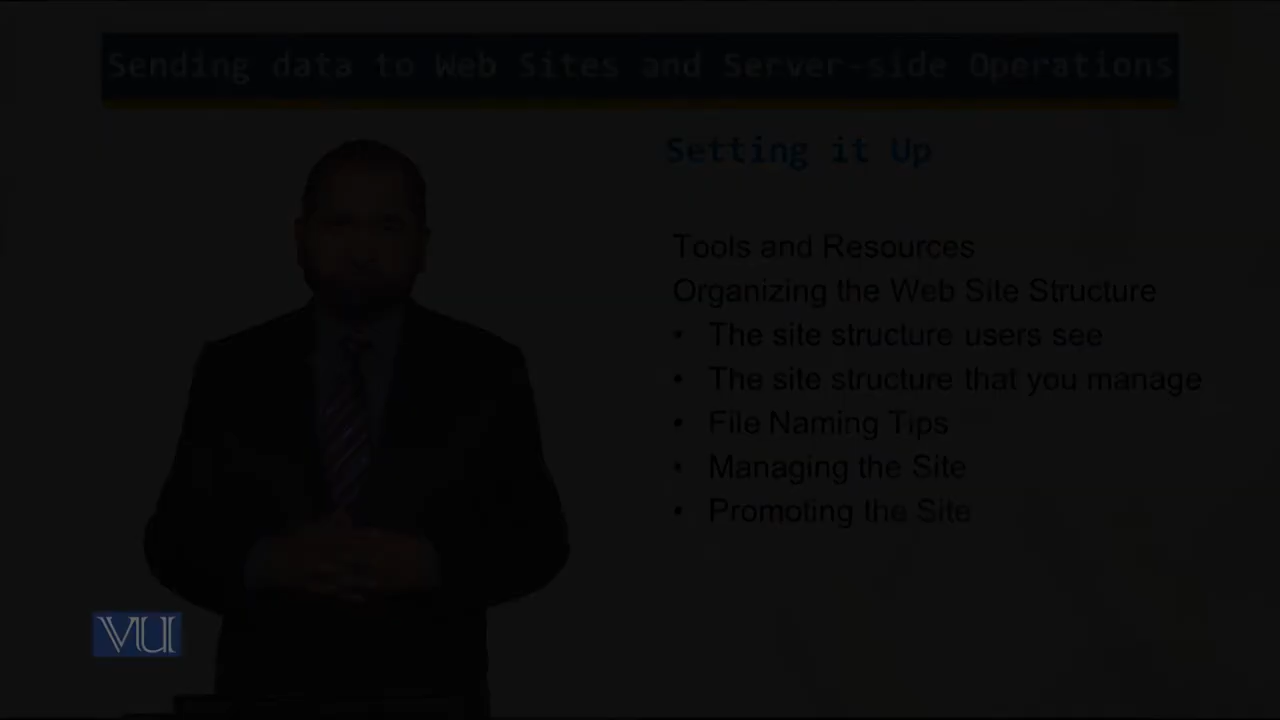 Sending data to Web Sites and Server-side Operations
Setting it Up
Tools and Resources
Organizing the Web Site Structure
• The site structure users see
• The site structure that you manage
• File Naming Tips
• Managing the Site
• Promoting the Site
VU